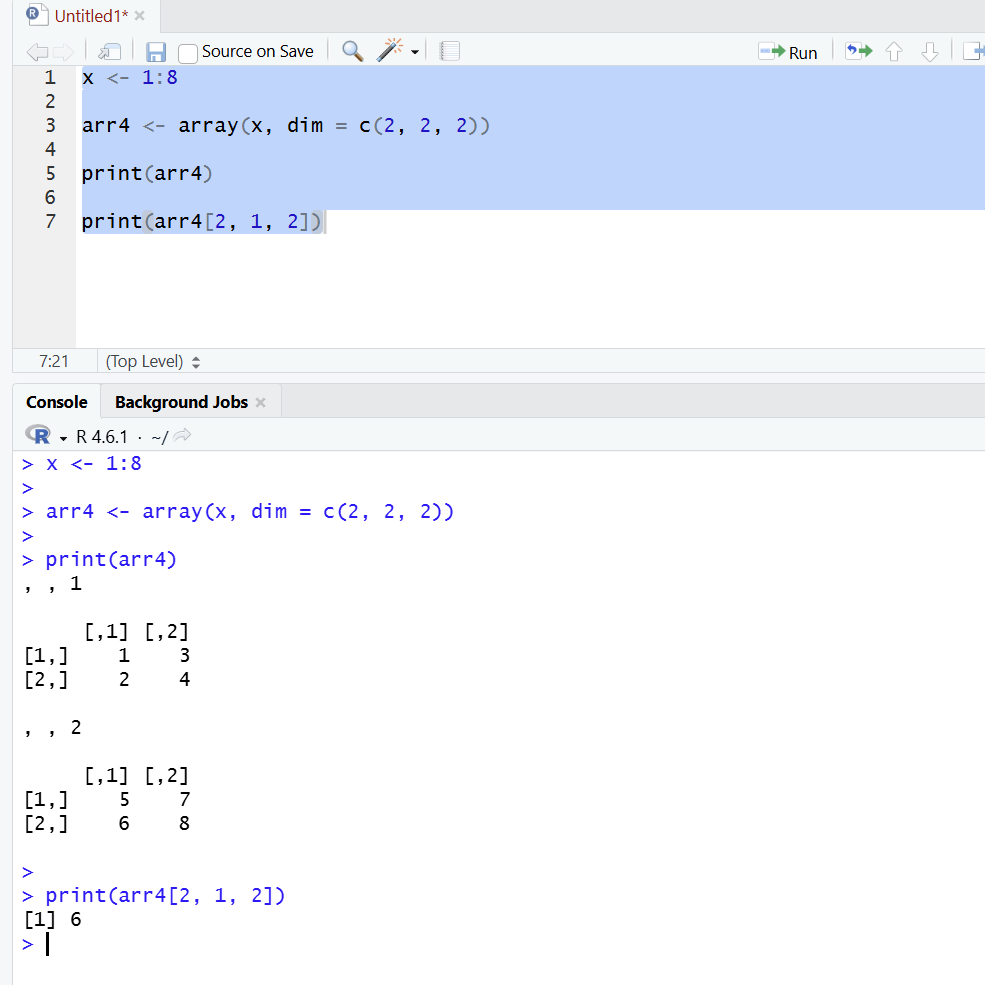 Untitled1*
Source on Save Run
1 x <- 1:8
2
3 arr4 <- array(x, dim = c(2, 2, 2))
4
5 print(arr4)
6
7 print(arr4[2, 1, 2])
7:21 (Top Level)
Console Background Jobs
R R 4.6.1 · ~/
> x <- 1:8
>
> arr4 <- array(x, dim = c(2, 2, 2))
>
> print(arr4)
, , 1
     [,1] [,2]
[1,]    1    3
[2,]    2    4
, , 2
     [,1] [,2]
[1,]    5    7
[2,]    6    8
>
> print(arr4[2, 1, 2])
[1] 6
>